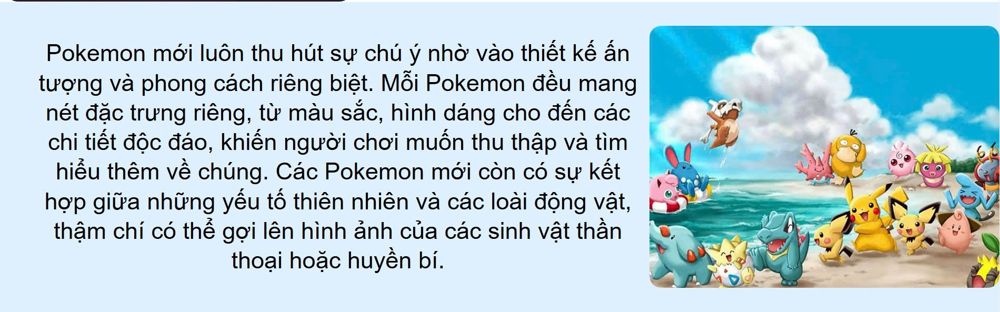 Pokemon mới luôn thu hút sự chú ý nhờ vào thiết kế ấn
tượng và phong cách riêng biệt. Mỗi Pokemon đều mang
nét đặc trưng riêng, từ màu sắc, hình dáng cho đến các
chi tiết độc đáo, khiến người chơi muốn thu thập và tìm
hiểu thêm về chúng. Các Pokemon mới còn có sự kết
hợp giữa những yếu tố thiên nhiên và các loài động vật,
thậm chí có thể gợi lên hình ảnh của các sinh vật thần
thoại hoặc huyền bí.